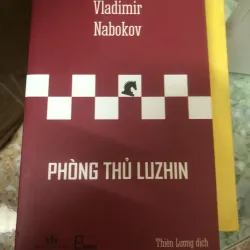 Vladimir
Nabokov
PHÒNG THỦ LUZHIN
Thiên Lương dịch